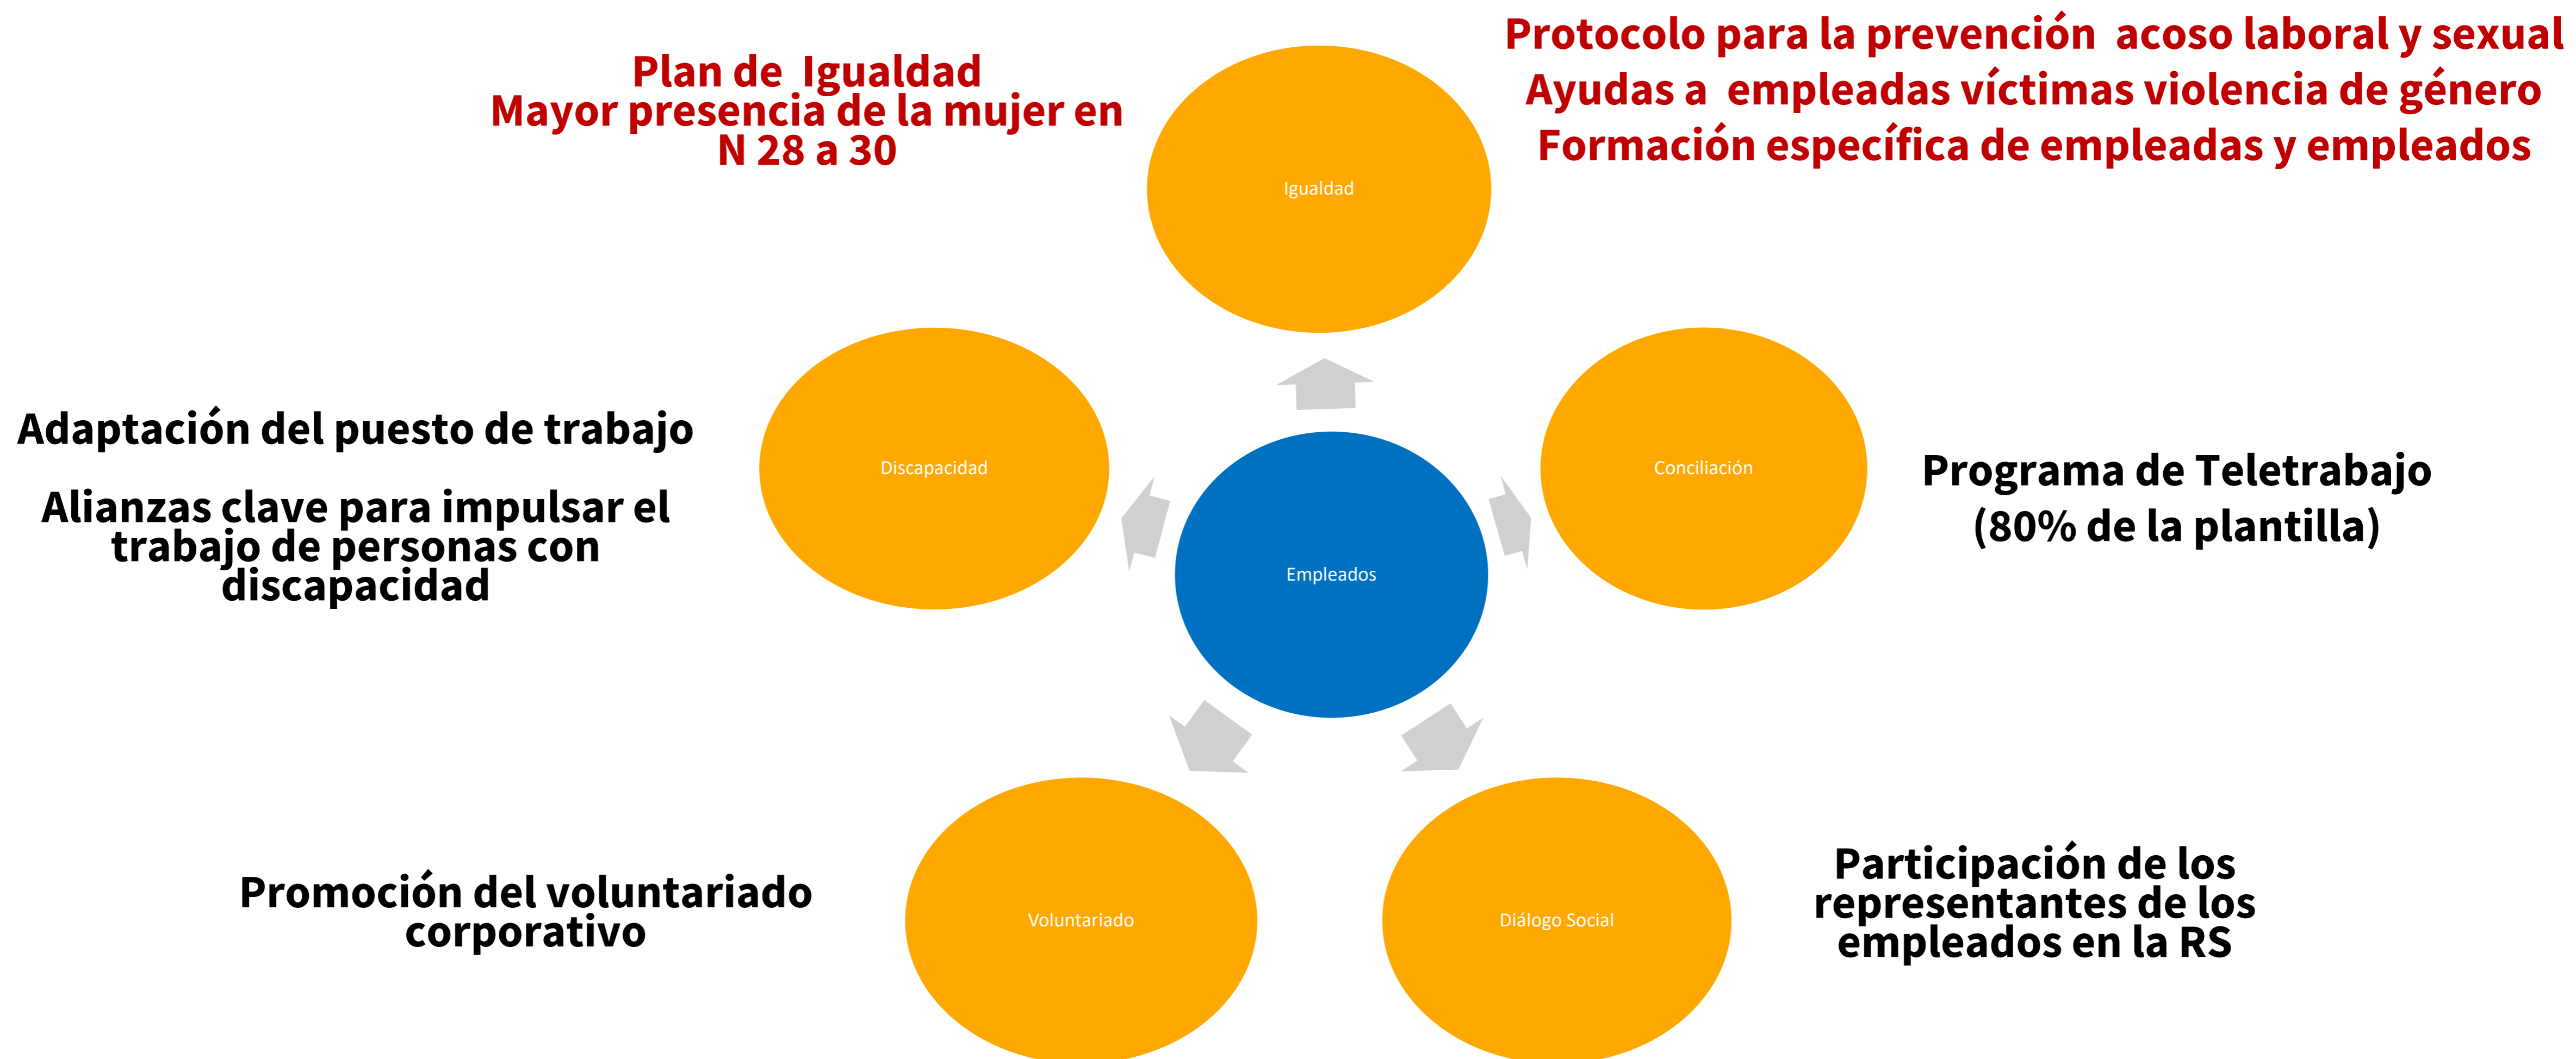 Plan de Igualdad
Mayor presencia de la mujer en
N 28 a 30
Protocolo para la prevención acoso laboral y sexual
Ayudas a empleadas víctimas violencia de género
Formación específica de empleadas y empleados
Igualdad
Adaptación del puesto de trabajo
Alianzas clave para impulsar el
trabajo de personas con
discapacidad
Discapacidad
Conciliación
Programa de Teletrabajo
(80% de la plantilla)
Empleados
Promoción del voluntariado
corporativo
Voluntariado
Diálogo Social
Participación de los
representantes de los
empleados en la RS